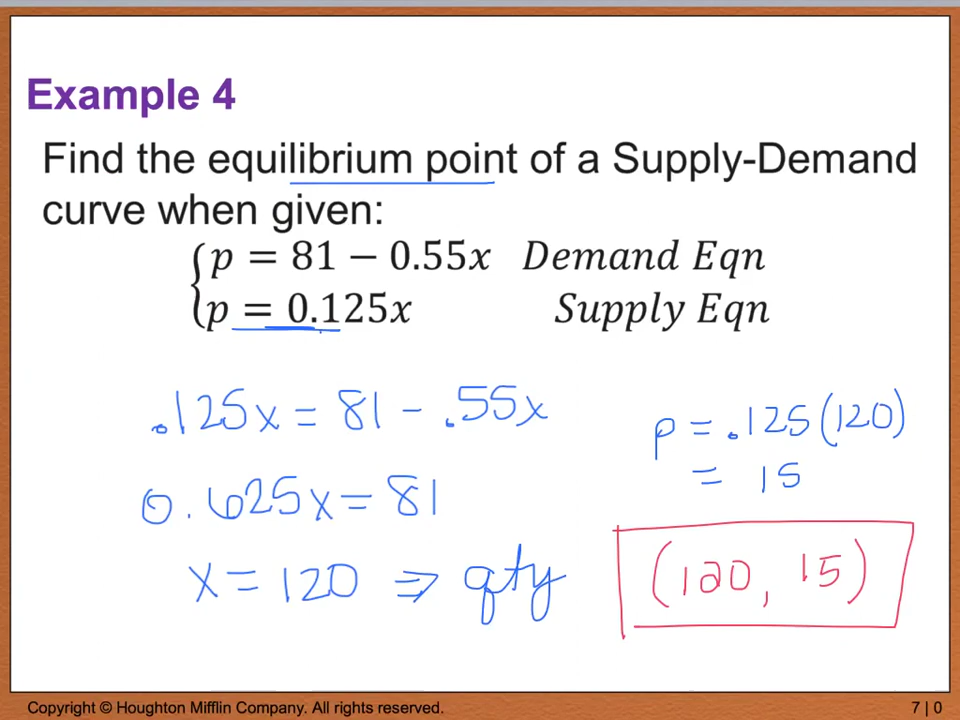 Example 4
Find the equilibrium point of a Supply-Demand
curve when given:
p = 81 − 0.55x Demand Eqn
p = 0.125x Supply Eqn
.125x = 81 - .55x
p = .125(120)
= 15
0.625x = 81
x = 120 ⇒ qty
(120, 15)
Copyright © Houghton Mifflin Company. All rights reserved.
7 | 0